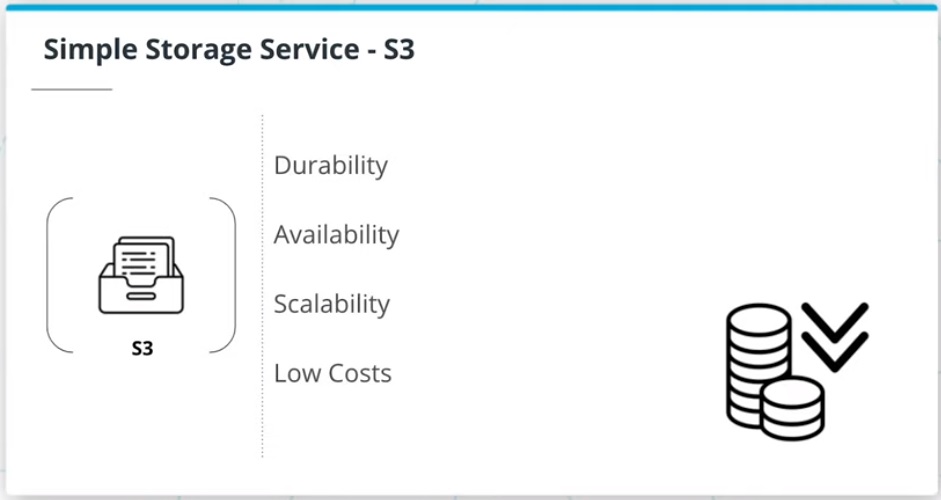 Simple Storage Service - S3
Durability
Availability
Scalability
Low Costs
S3